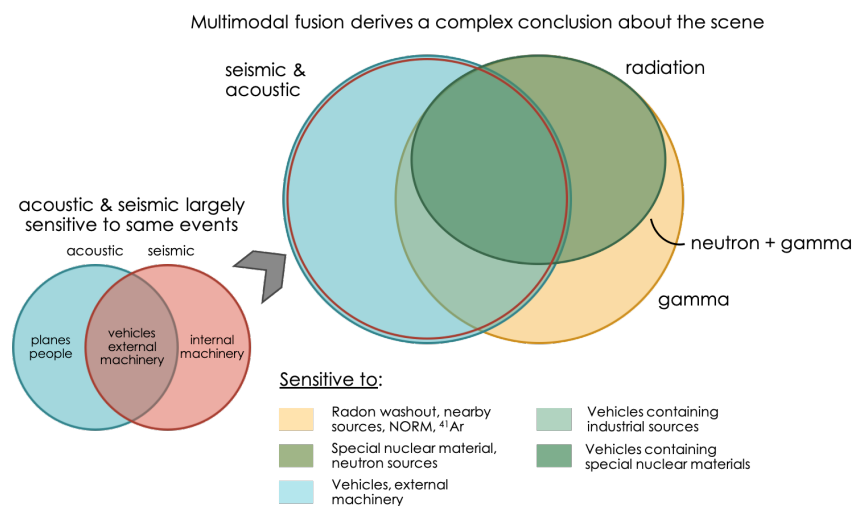 Multimodal fusion derives a complex conclusion about the scene
seismic &
acoustic
radiation
neutron + gamma
gamma
acoustic & seismic largely
sensitive to same events
acoustic
seismic
planes
people
vehicles
external
machinery
internal
machinery
Sensitive to:
Radon washout, nearby
sources, NORM, ⁴¹Ar
Special nuclear material,
neutron sources
Vehicles, external
machinery
Vehicles containing
industrial sources
Vehicles containing
special nuclear materials